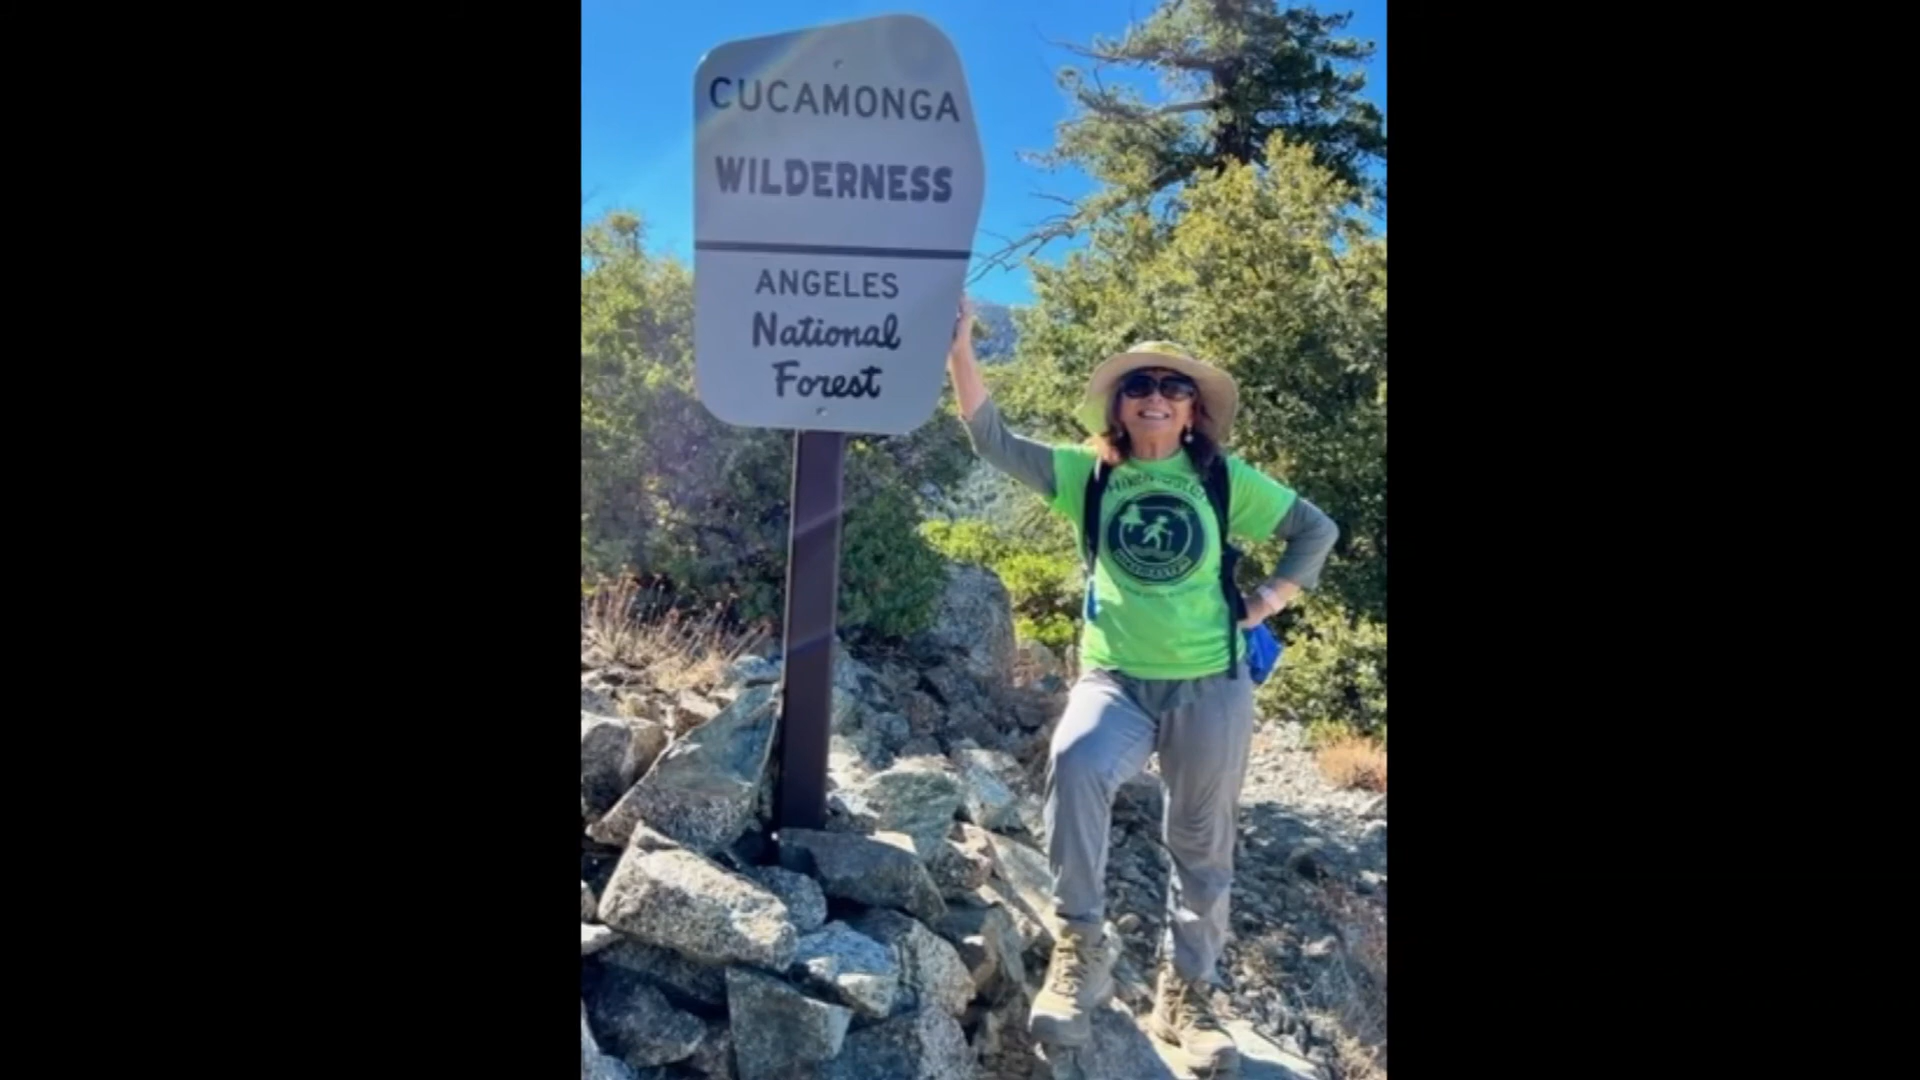 CUCAMONGA
WILDERNESS
ANGELES
National
Forest